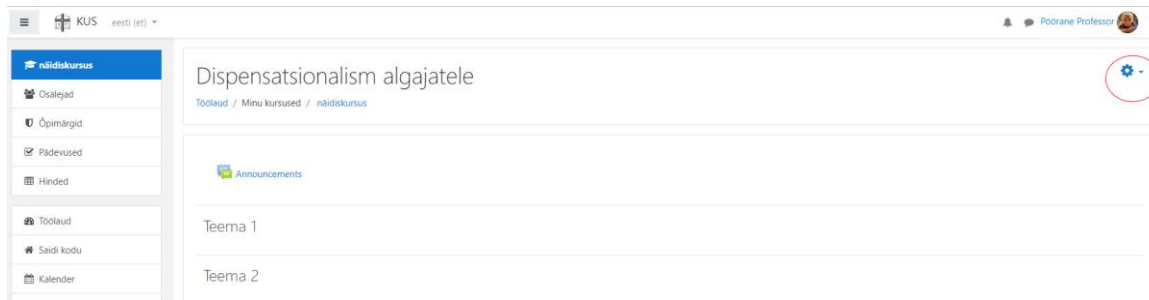 KUS eesti (et)
Pöörane Professor
näidiskursus
Osalejad
Õpimärgid
Pädevused
Hinded
Töölaud
Saidi kodu
Kalender
Dispensatsionalism algajatele
Töölaud / Minu kursused / näidiskursus
Announcements
Teema 1
Teema 2